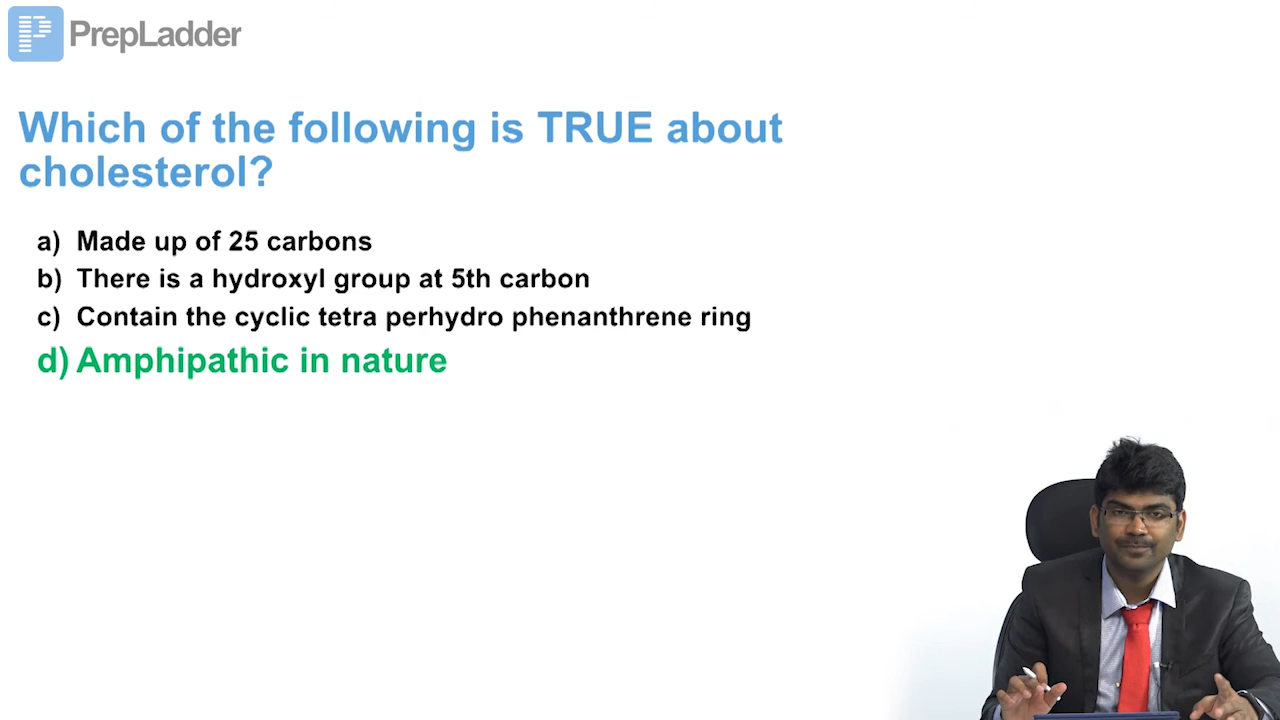 PrepLadder
Which of the following is TRUE about
cholesterol?
a) Made up of 25 carbons
b) There is a hydroxyl group at 5th carbon
c) Contain the cyclic tetra perhydro phenanthrene ring
d) Amphipathic in nature